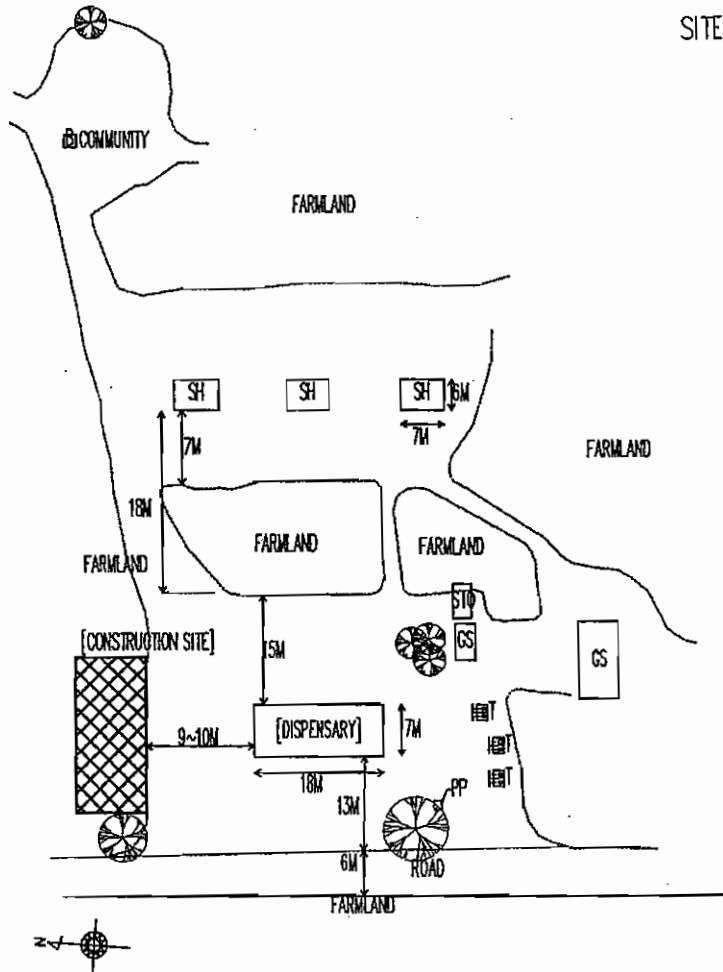 SITE
COMMUNITY
FARMLAND
SH
SH
SH
6M
7M
7M
FARMLAND
18M
FARMLAND
FARMLAND
FARMLAND
STO
[CONSTRUCTION SITE]
15M
GS
GS
[DISPENSARY]
7M
T
9~10M
T
18M
T
PP
13M
6M
ROAD
FARMLAND
N